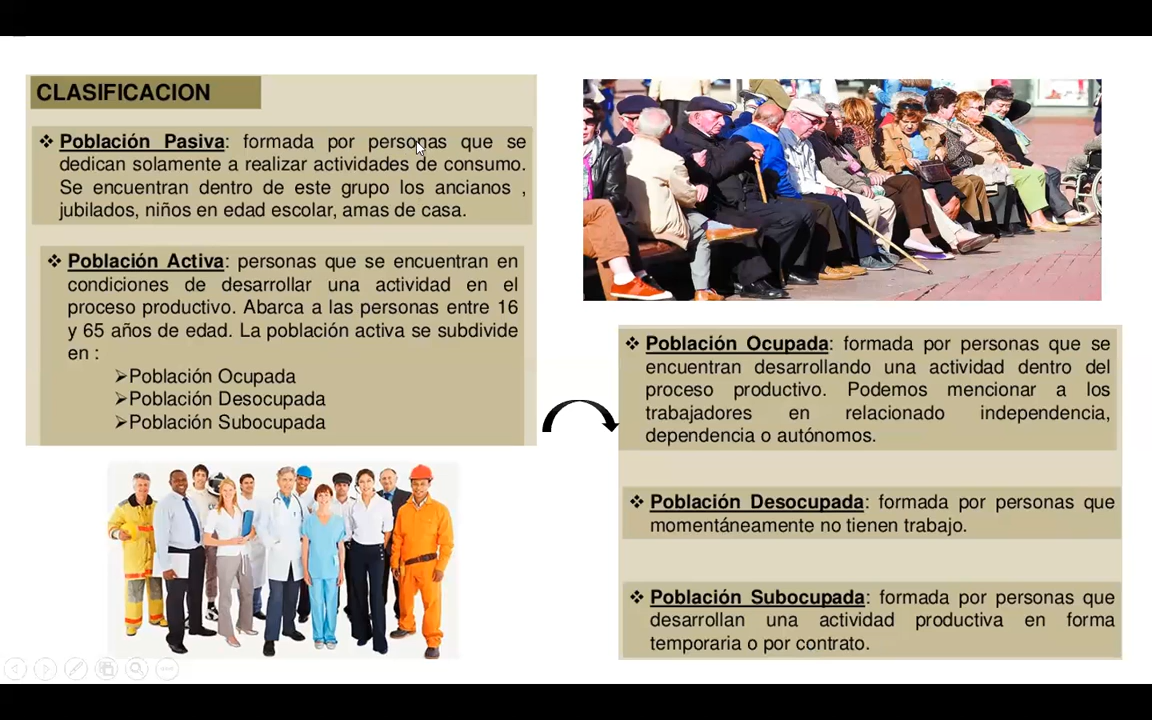 CLASIFICACION
❖ Población Pasiva: formada por personas que se
dedican solamente a realizar actividades de consumo.
Se encuentran dentro de este grupo los ancianos ,
jubilados, niños en edad escolar, amas de casa.
❖ Población Activa: personas que se encuentran en
condiciones de desarrollar una actividad en el
proceso productivo. Abarca a las personas entre 16
y 65 años de edad. La población activa se subdivide
en :
➢Población Ocupada
➢Población Desocupada
➢Población Subocupada
❖ Población Ocupada: formada por personas que se
encuentran desarrollando una actividad dentro del
proceso productivo. Podemos mencionar a los
trabajadores en relacionado independencia,
dependencia o autónomos.
❖ Población Desocupada: formada por personas que
momentáneamente no tienen trabajo.
❖ Población Subocupada: formada por personas que
desarrollan una actividad productiva en forma
temporaria o por contrato.